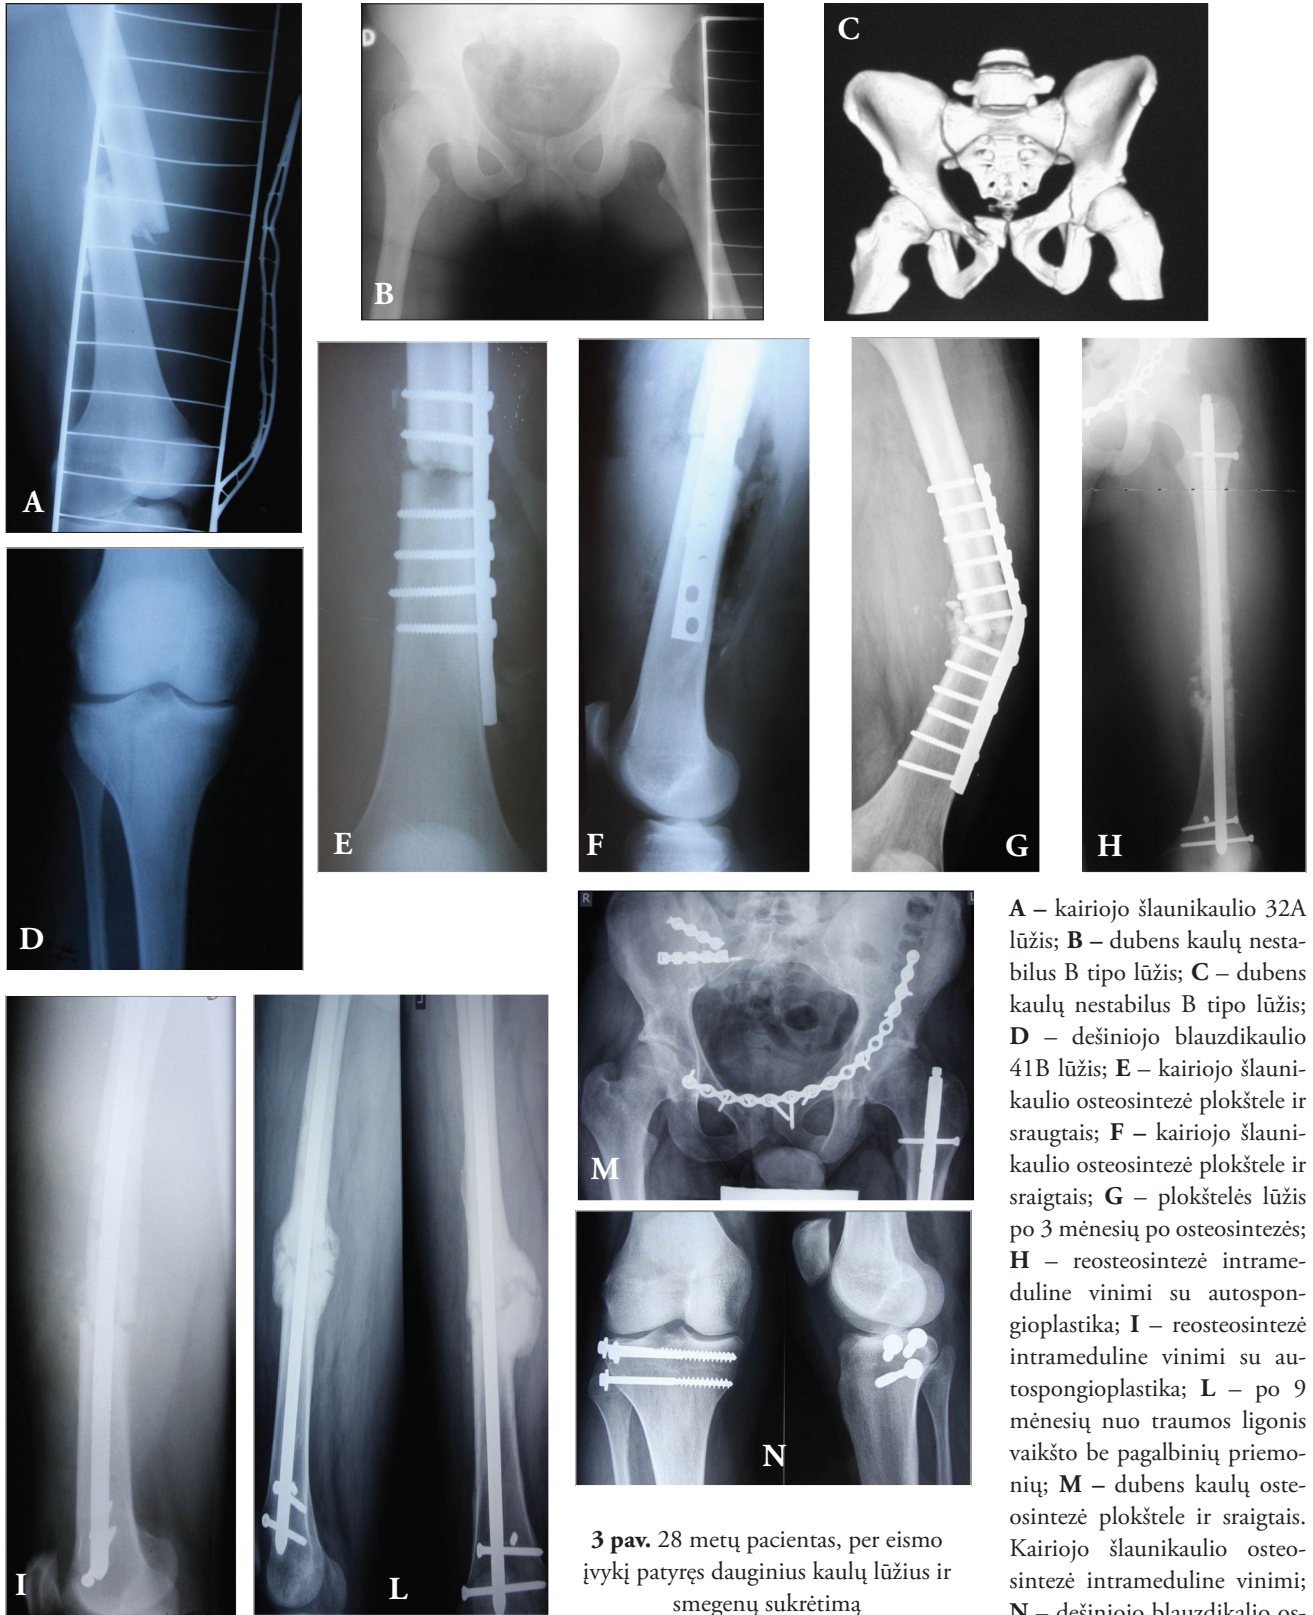 D
C
B
A
D
E
F
G
H
R
M
I
L
L
N
A – kairiojo šlaunikaulio 32A
lūžis; B – dubens kaulų nesta-
bilus B tipo lūžis; C – dubens
kaulų nestabilus B tipo lūžis;
D – dešiniojo blauzdikaulio
41B lūžis; E – kairiojo šlauni-
kaulio osteosintezė plokštele ir
sraugtais; F – kairiojo šlauni-
kaulio osteosintezė plokštele ir
sraigtais; G – plokštelės lūžis
po 3 mėnesių po osteosintezės;
H – reosteosintezė intrame-
duline vinimi su autospon-
gioplastika; I – reosteosintezė
intrameduline vinimi su au-
tospongioplastika; L – po 9
mėnesių nuo traumos ligonis
vaikšto be pagalbinių priemo-
nių; M – dubens kaulų oste-
osintezė plokštele ir sraigtais.
Kairiojo šlaunikaulio osteo-
sintezė intrameduline vinimi;
N – dešiniojo blauzdikalio os-
3 pav. 28 metų pacientas, per eismo
įvykį patyręs dauginius kaulų lūžius ir
smegenų sukrėtimą